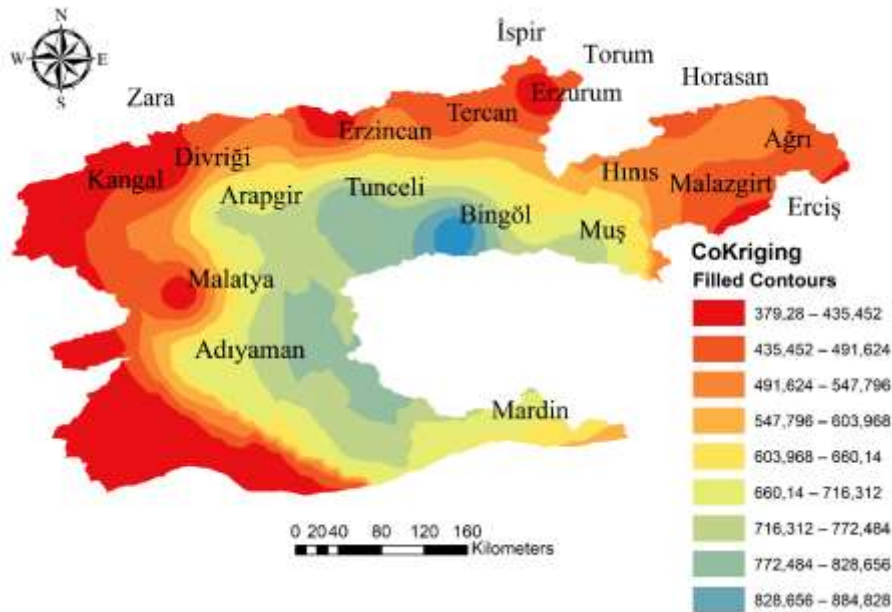 N
W E
S
İspir
Torum
Zara
Horasan
Tercan
Erzurum
Erzincan
Ağrı
Divriği
Kangal
Hınıs
Malazgirt
Arapgir
Tunceli
Bingöl
Erciş
Muş
Malatya
Adıyaman
Mardin
CoKriging
Filled Contours
379,28 – 435,452
435,452 – 491,624
491,624 – 547,796
547,796 – 603,968
603,968 – 660,14
660,14 – 716,312
716,312 – 772,484
772,484 – 828,656
828,656 – 884,828
0 20 40 80 120 160
Kilometers